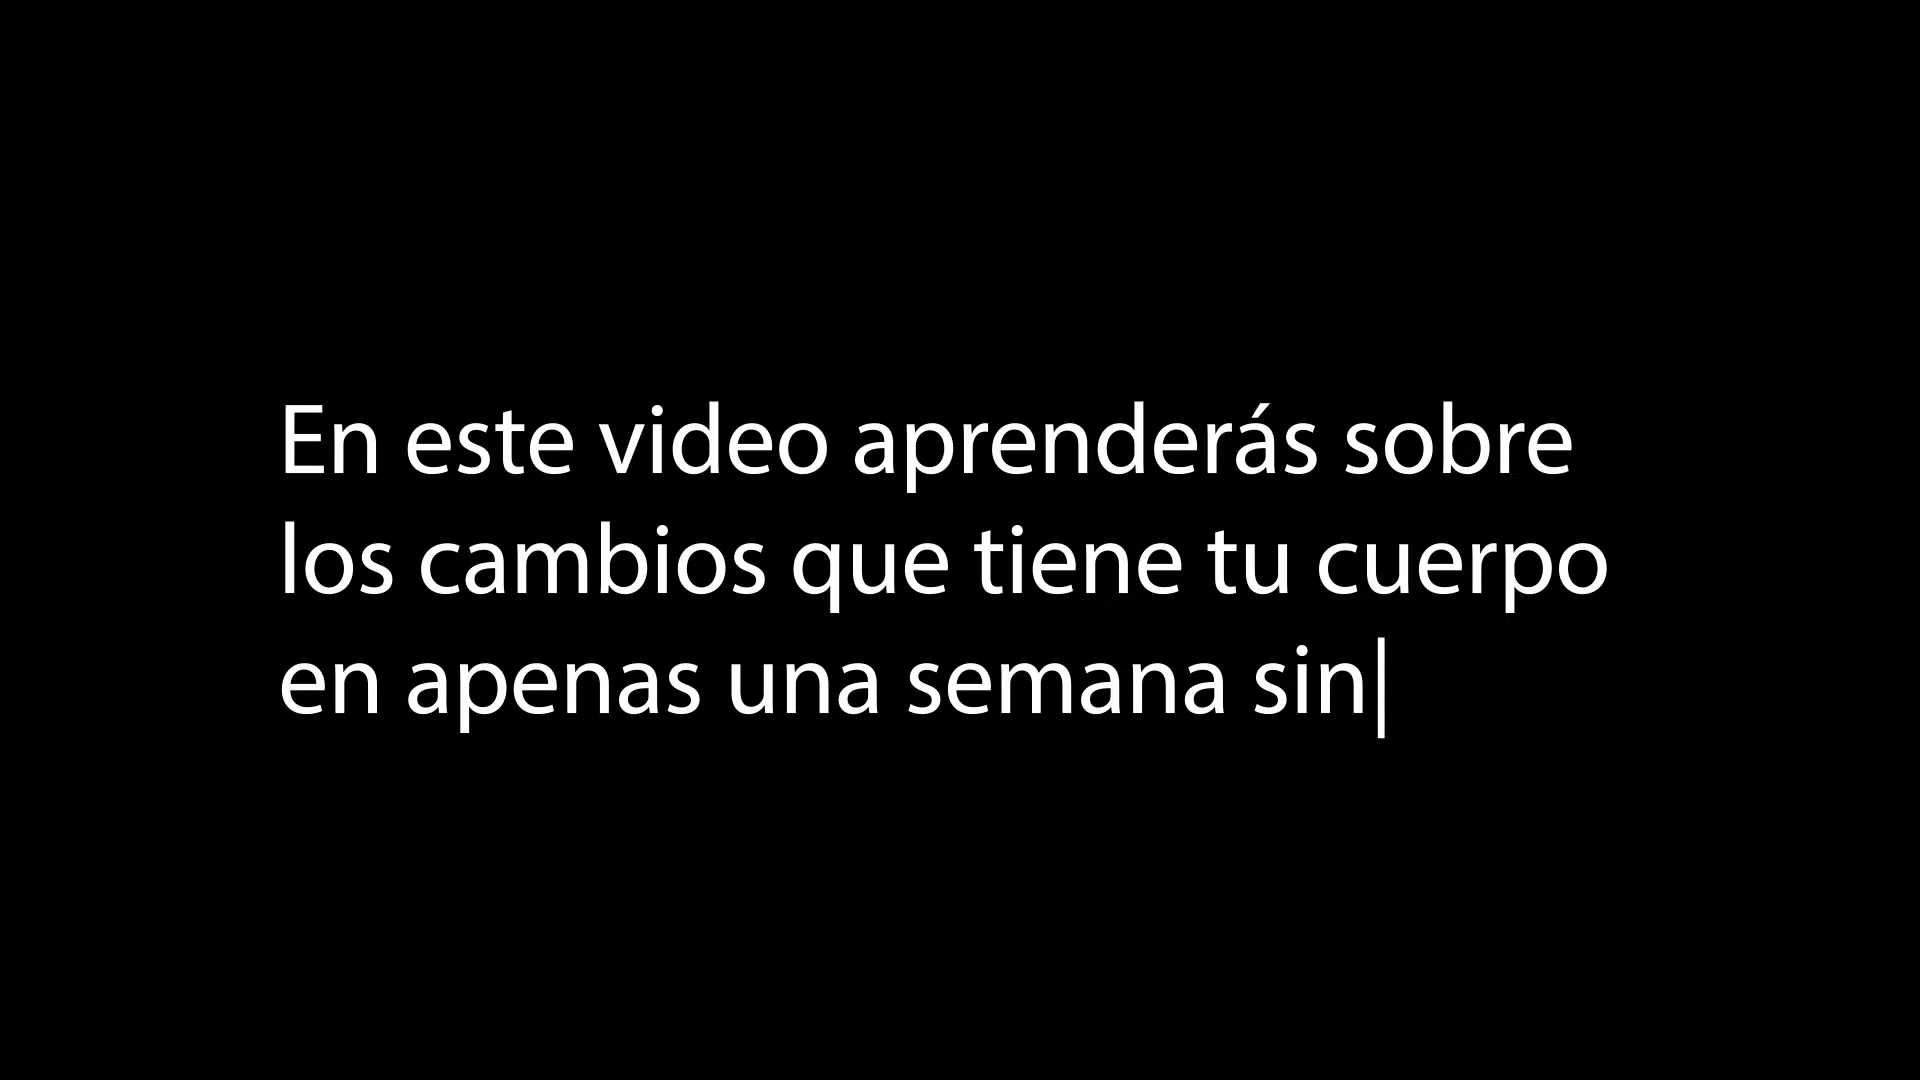 En este video aprenderás sobre
los cambios que tiene tu cuerpo
en apenas una semana sin